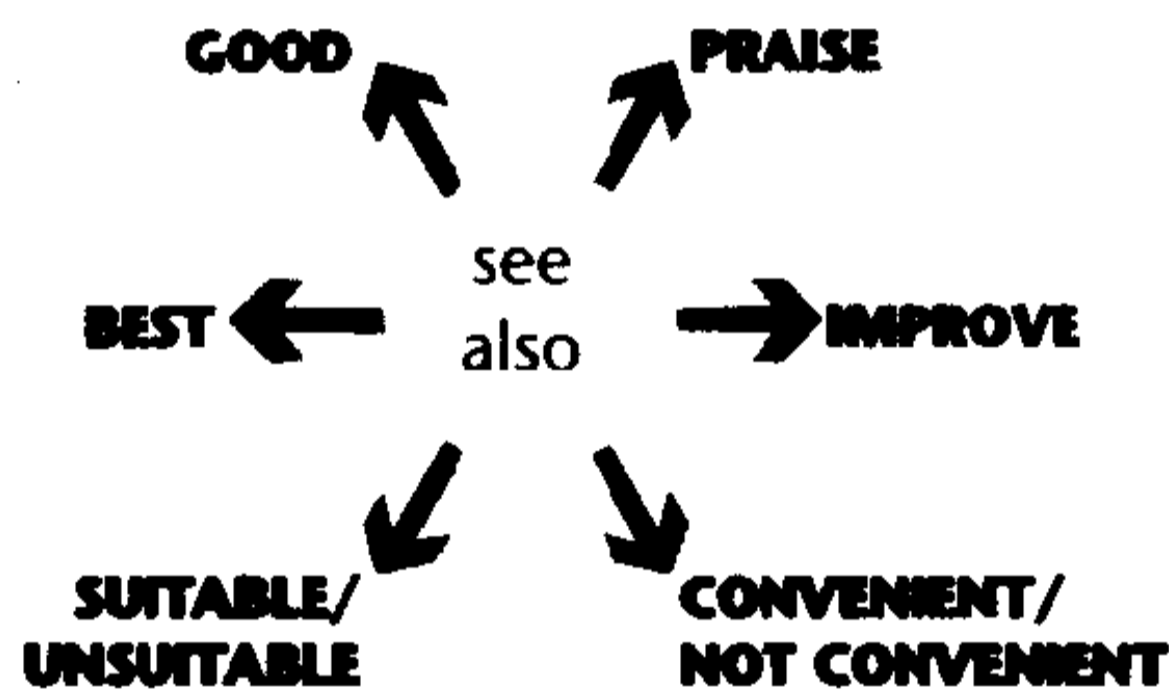 GOOD
PRAISE
see
also
BEST
IMPROVE
SUITABLE/
UNSUITABLE
CONVENIENT/
NOT CONVENIENT